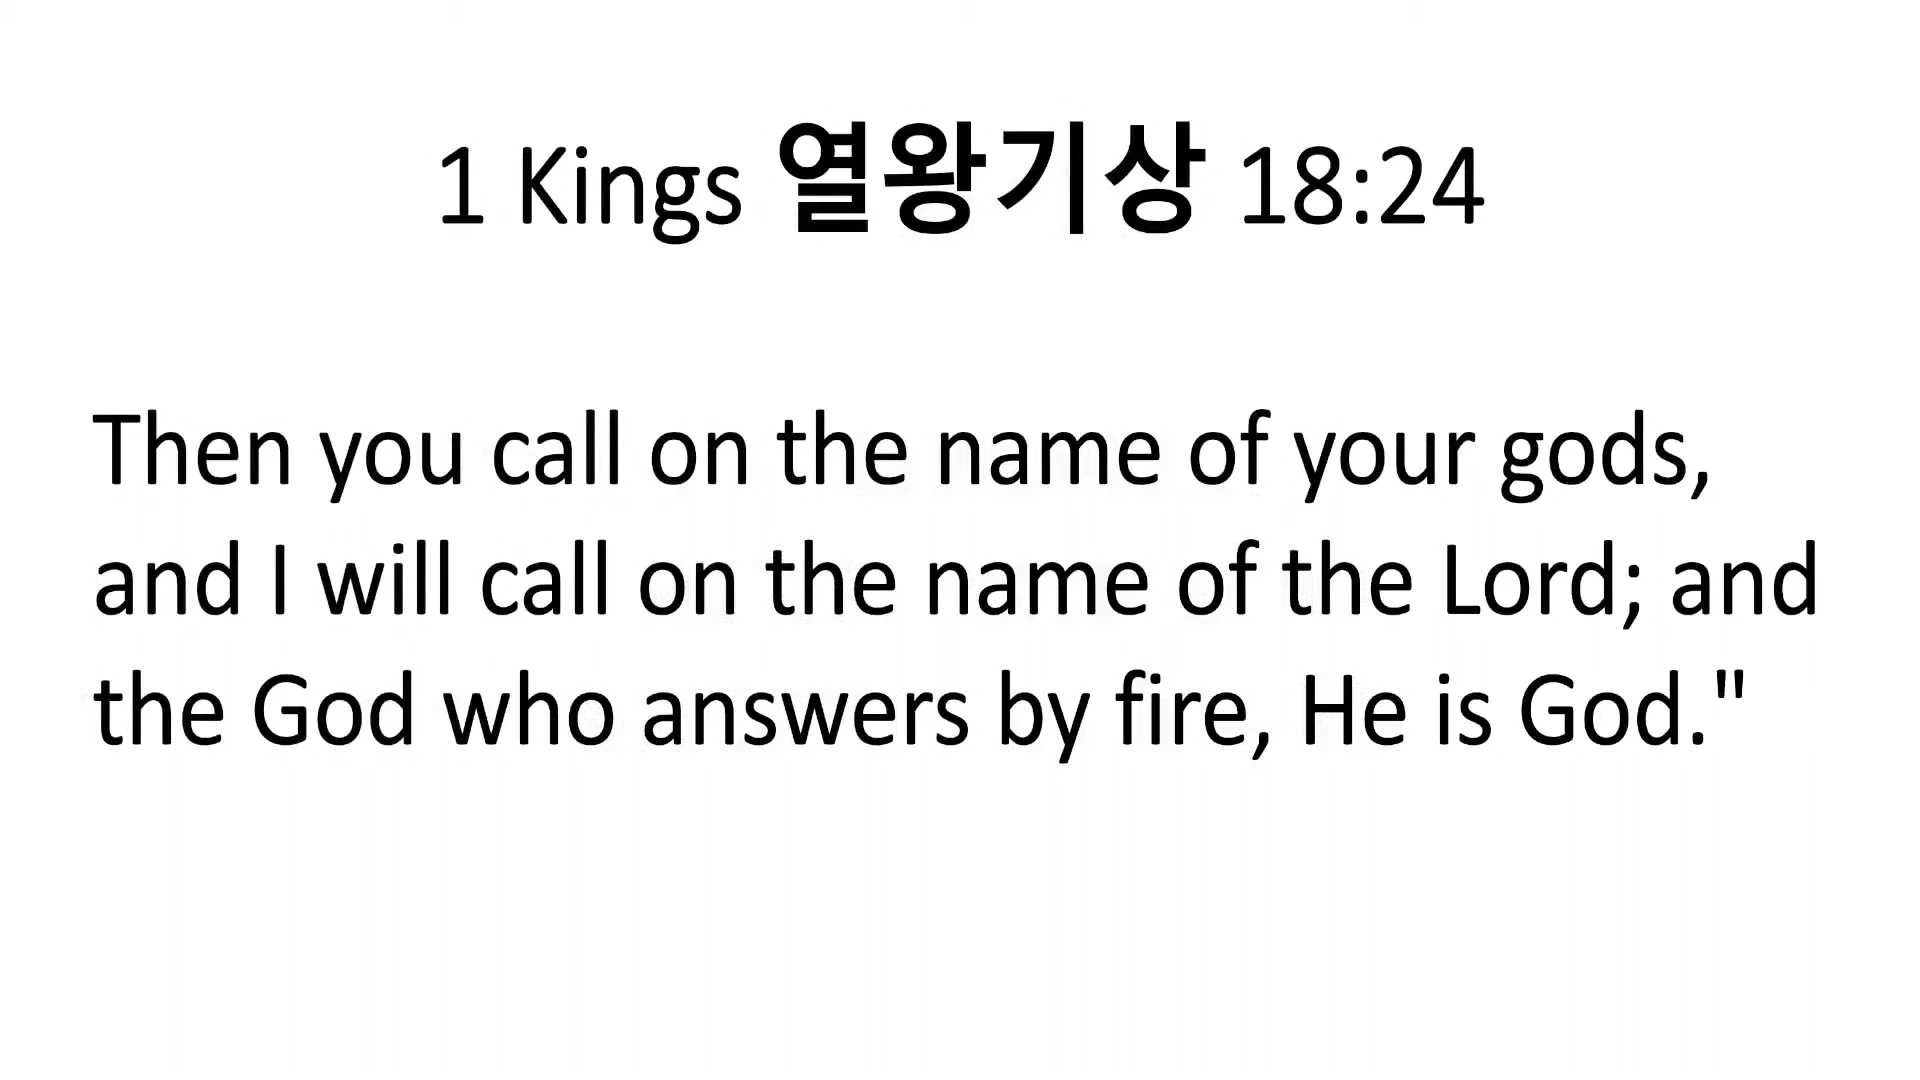 1 Kings 열왕기상 18:24
Then you call on the name of your gods,
and I will call on the name of the Lord; and
the God who answers by fire, He is God."